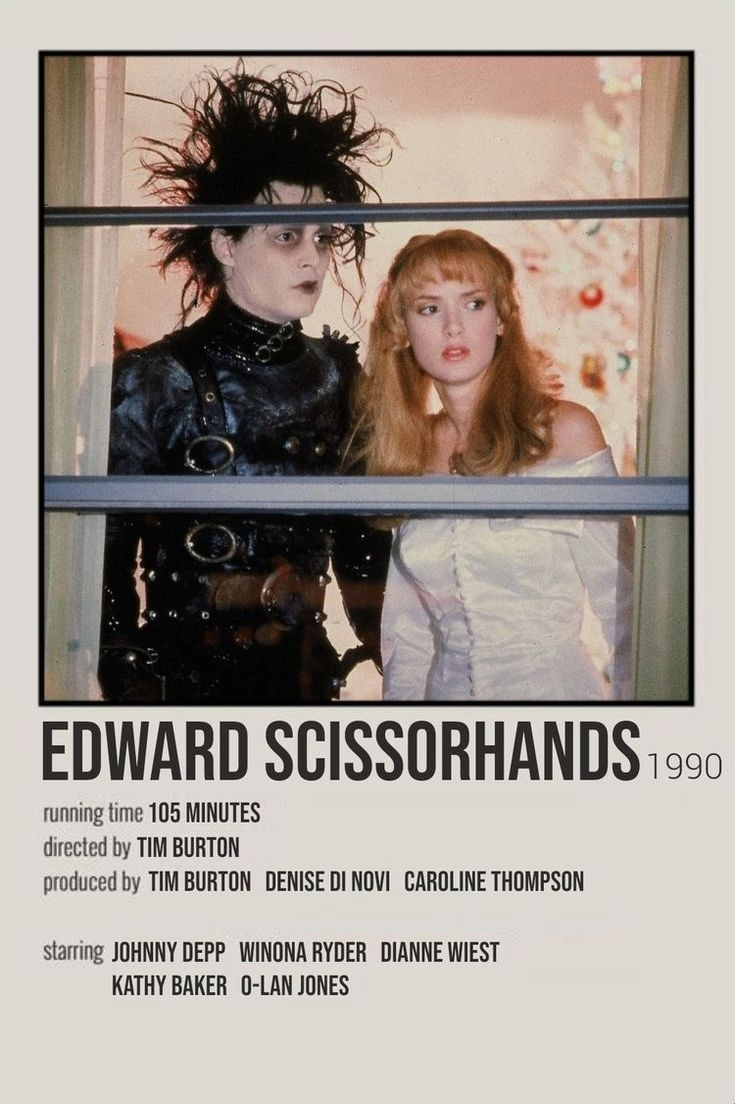 EDWARD SCISSORHANDS 1990
running time 105 MINUTES
directed by TIM BURTON
produced by TIM BURTON DENISE DI NOVI CAROLINE THOMPSON
starring JOHNNY DEPP WINONA RYDER DIANNE WIEST
KATHY BAKER O-LAN JONES